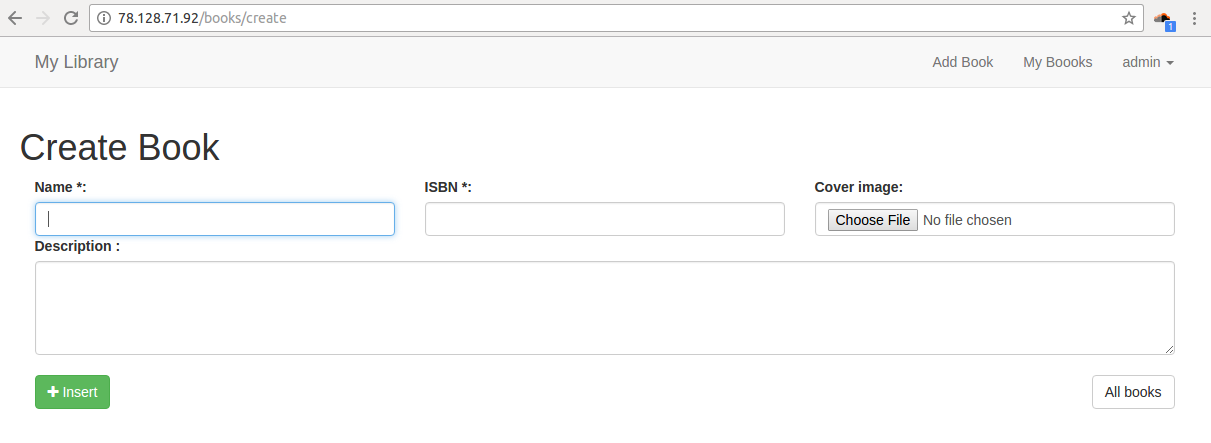 78.128.71.92/books/create
1
My Library
Add Book
My Boooks
admin
Create Book
Name *:
ISBN *:
Cover image:
Choose File No file chosen
Description :
Insert
All books